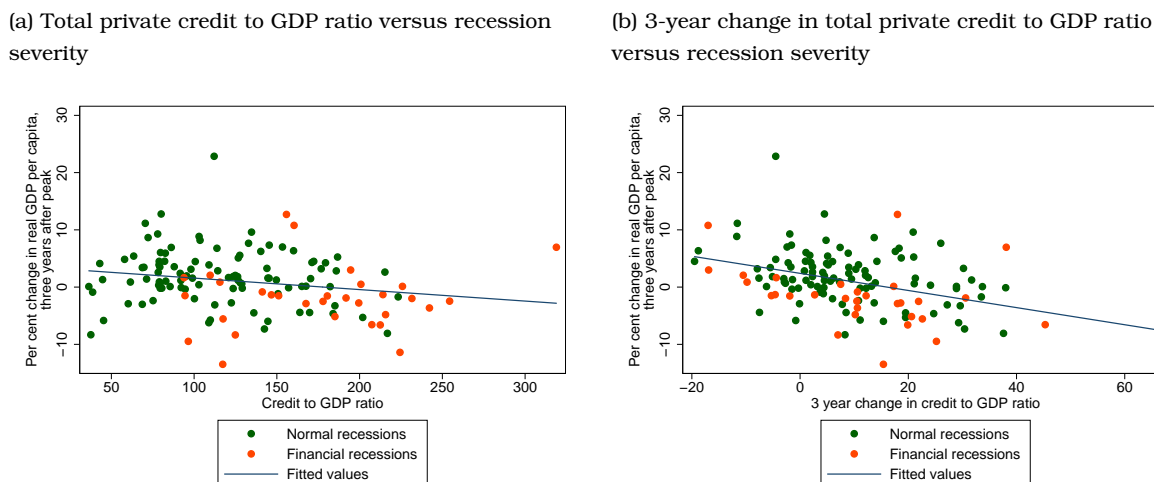 (a) Total private credit to GDP ratio versus recession
severity
Per cent change in real GDP per capita,
three years after peak
30
20
10
0
−10
50
100
150
200
250
300
Credit to GDP ratio
Normal recessions
Financial recessions
Fitted values
(b) 3-year change in total private credit to GDP ratio
versus recession severity
Per cent change in real GDP per capita,
three years after peak
30
20
10
0
−10
−20
0
20
40
60
3 year change in credit to GDP ratio
Normal recessions
Financial recessions
Fitted values